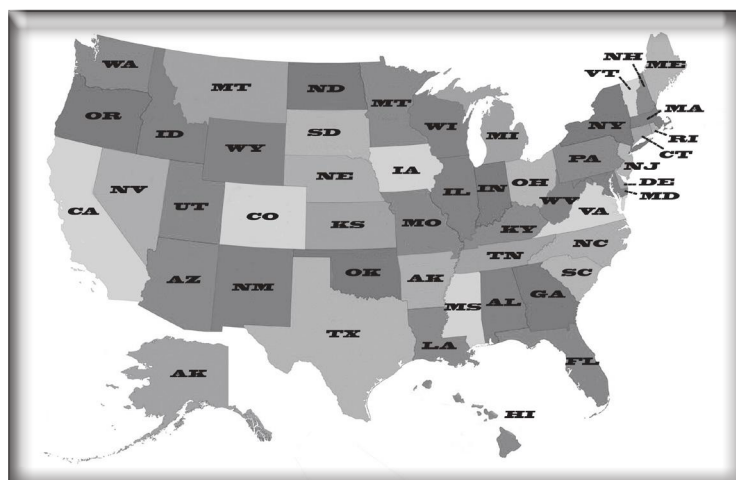 WA
MT
ND
MT
OR
ID
WY
SD
WI
MI
NH
ME
VT
NY
MA
RI
CT
NV
UT
CO
NE
IA
IL
IN
OH
PA
NJ
DE
MD
CA
KS
MO
KY
WV
VA
AZ
NM
OK
AK
TN
NC
SC
TX
LA
MS
AL
GA
FL
AK
HI